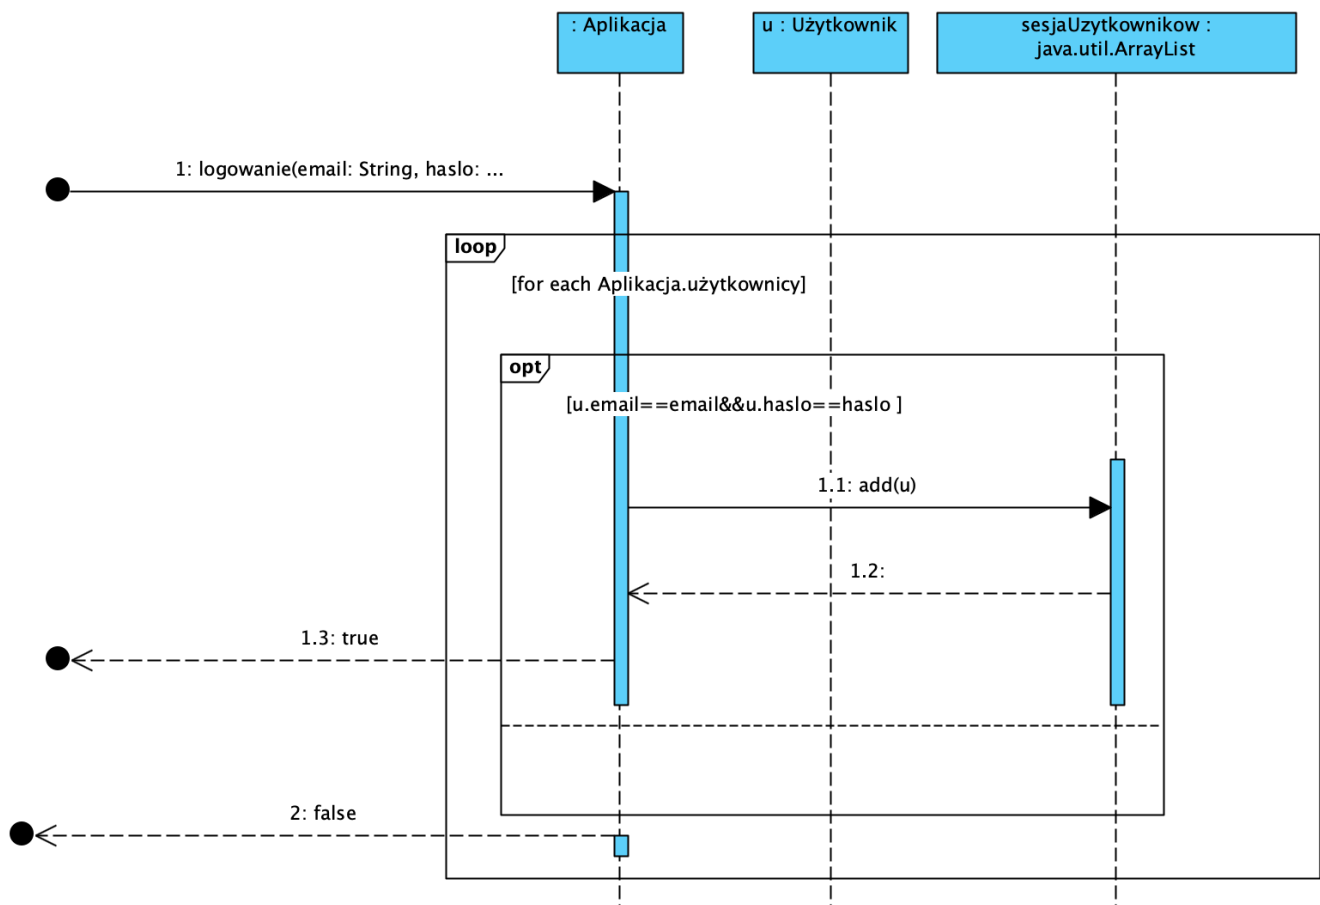 : Aplikacja
u : Użytkownik
sesjaUzytkownikow :
java.util.ArrayList
1: logowanie(email: String, haslo: ...
loop
[for each Aplikacja.użytkownicy]
opt
[u.email==email&&u.haslo==haslo ]
1.1: add(u)
1.2:
1.3: true
2: false